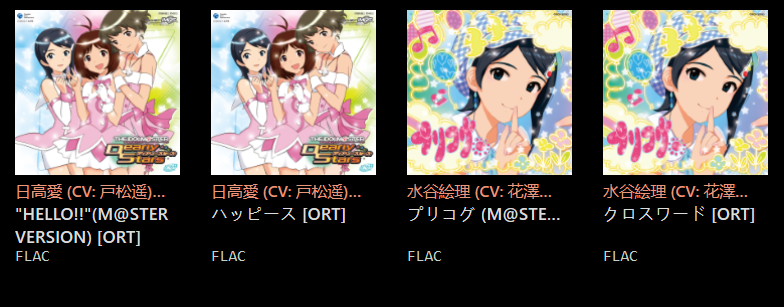 THE IDOLM@STER
Dearly Stars
THE IDOLM@STER
Dearly Stars
プリコグ
プリコグ
日高愛 (CV: 戸松遥)...
"HELLO!!"(M@STER
VERSION) [ORT]
FLAC
日高愛 (CV: 戸松遥)...
ハッピース [ORT]
FLAC
水谷絵理 (CV: 花澤...
プリコグ (M@STE...
FLAC
水谷絵理 (CV: 花澤...
クロスワード [ORT]
FLAC